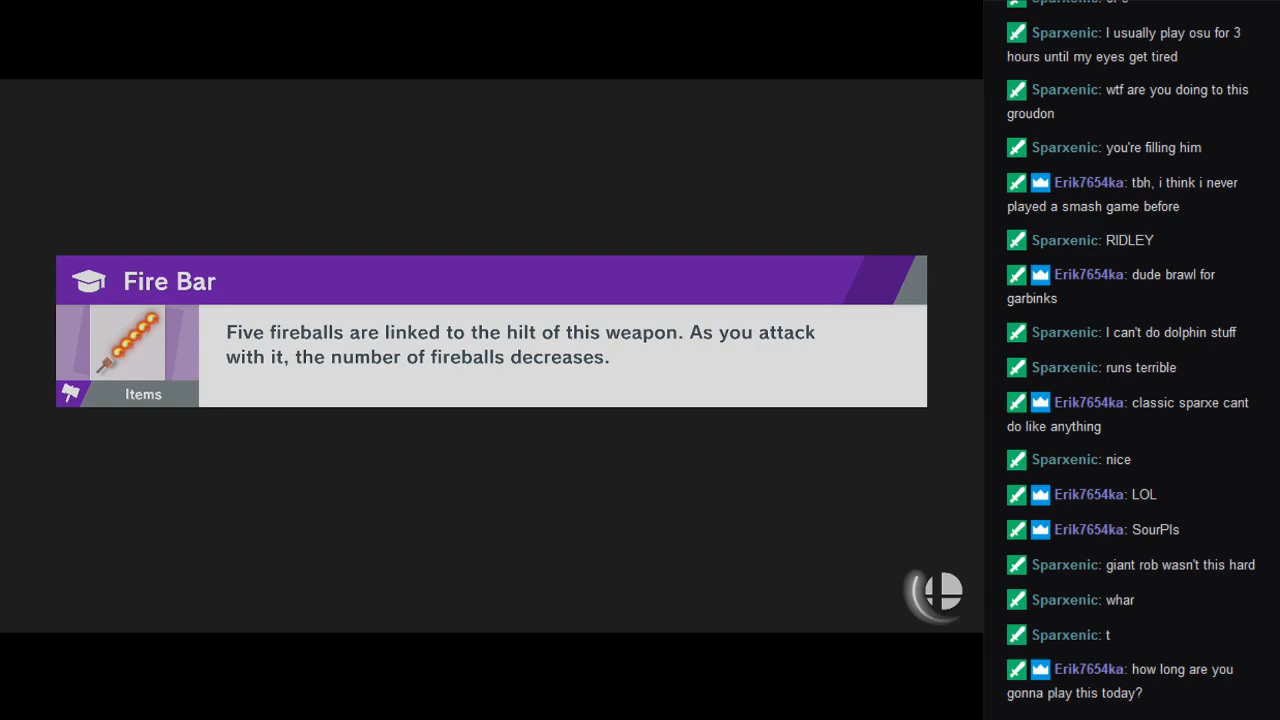 Fire Bar
Five fireballs are linked to the hilt of this weapon. As you attack
with it, the number of fireballs decreases.
Items
Sparxenic: I usually play osu for 3
hours until my eyes get tired
Sparxenic: wtf are you doing to this
groudon
Sparxenic: you're filling him
Erik7654ka: tbh, i think i never
played a smash game before
Sparxenic: RIDLEY
Erik7654ka: dude brawl for
garbinks
Sparxenic: I can't do dolphin stuff
Sparxenic: runs terrible
Erik7654ka: classic sparxe cant
do like anything
Sparxenic: nice
Erik7654ka: LOL
Erik7654ka: SourPls
Sparxenic: giant rob wasn't this hard
Sparxenic: whar
Sparxenic: t
Erik7654ka: how long are you
gonna play this today?